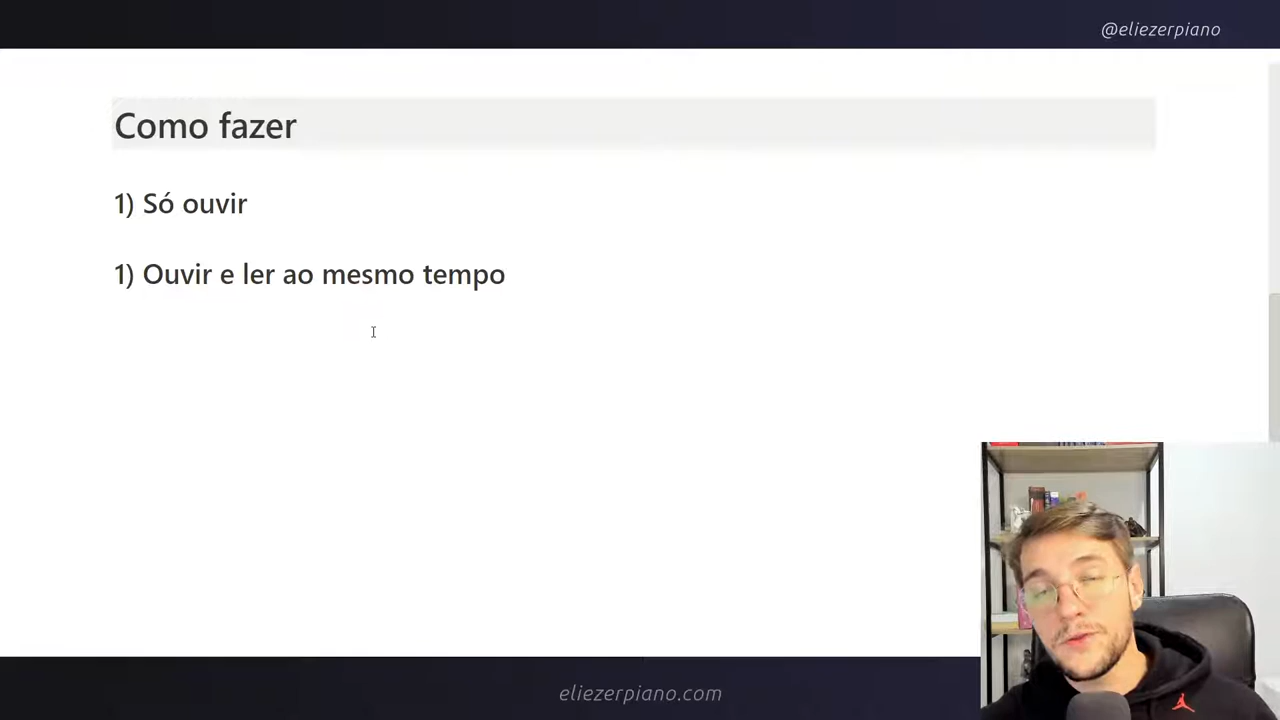 @eliezerpiano
Como fazer
1) Só ouvir
1) Ouvir e ler ao mesmo tempo
eliezerpiano.com